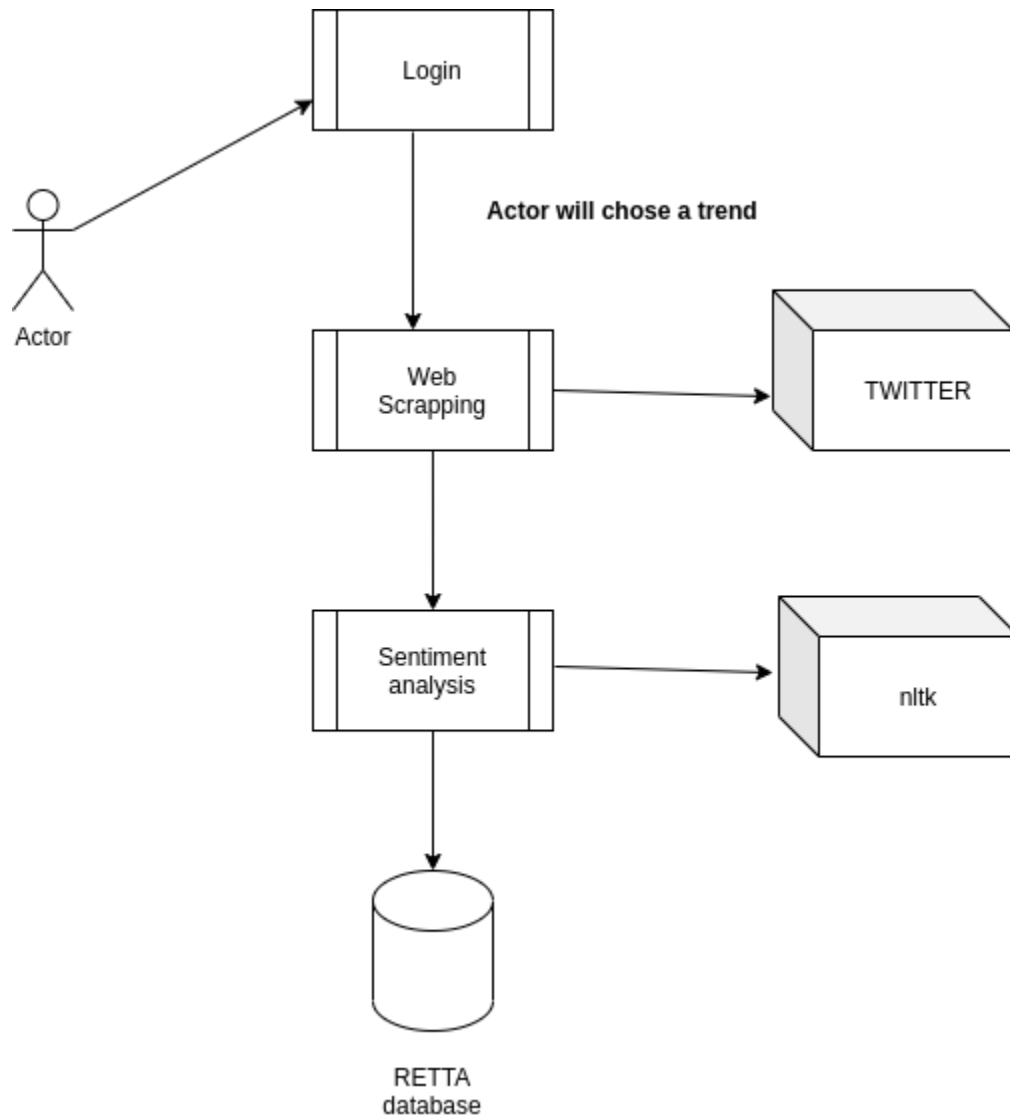 Login
Actor will chose a trend
Actor
Web
Scrapping
TWITTER
Sentiment
analysis
nltk
RETTA
database